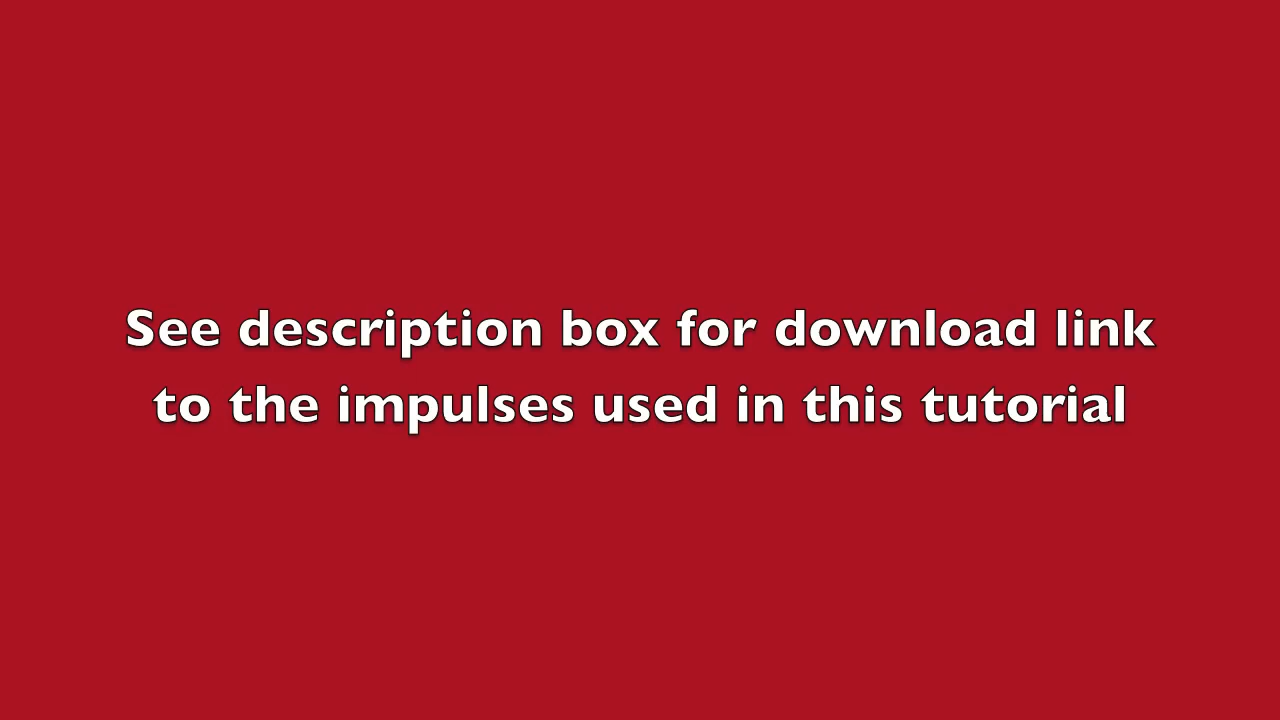 See description box for download link
to the impulses used in this tutorial